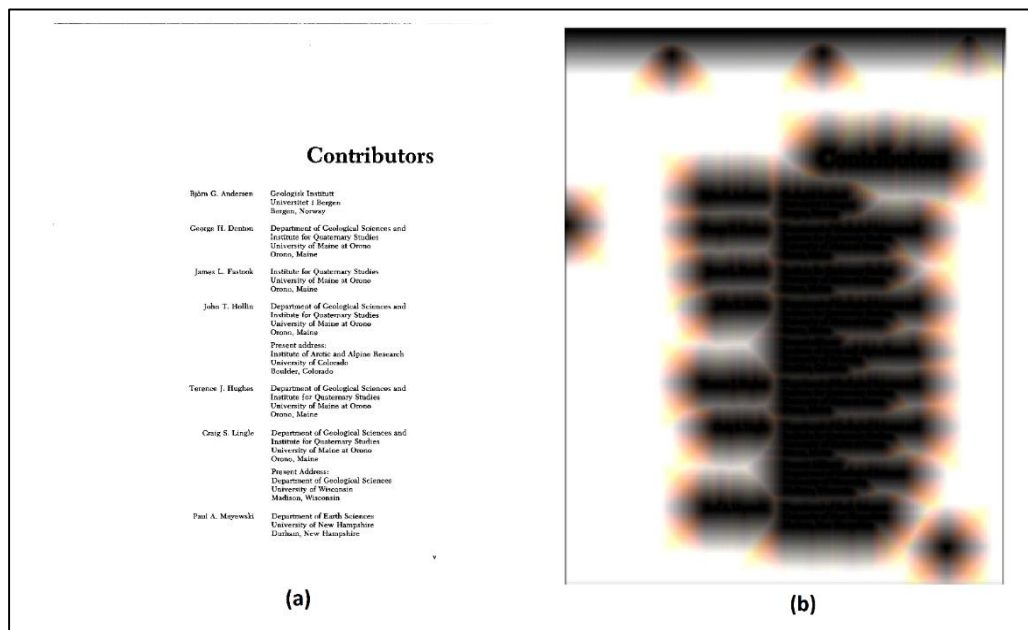 Contributors
Bjørn G. Andersen Geologisk Institutt
Universitet i Bergen
Bergen, Norway
George H. Denton Department of Geological Sciences and
Institute for Quaternary Studies
University of Maine at Orono
Orono, Maine
James L. Fastook Institute for Quaternary Studies
University of Maine at Orono
Orono, Maine
John T. Hollin Department of Geological Sciences and
Institute for Quaternary Studies
University of Maine at Orono
Orono, Maine
Present address:
Institute of Arctic and Alpine Research
University of Colorado
Boulder, Colorado
Terence J. Hughes Department of Geological Sciences and
Institute for Quaternary Studies
University of Maine at Orono
Orono, Maine
Craig S. Lingle Department of Geological Sciences and
Institute for Quaternary Studies
University of Maine at Orono
Orono, Maine
Present Address:
Department of Geological Sciences
University of Wisconsin
Madison, Wisconsin
Paul A. Mayewski Department of Earth Sciences
University of New Hampshire
Durham, New Hampshire
v
(a)
Contributors
(b)